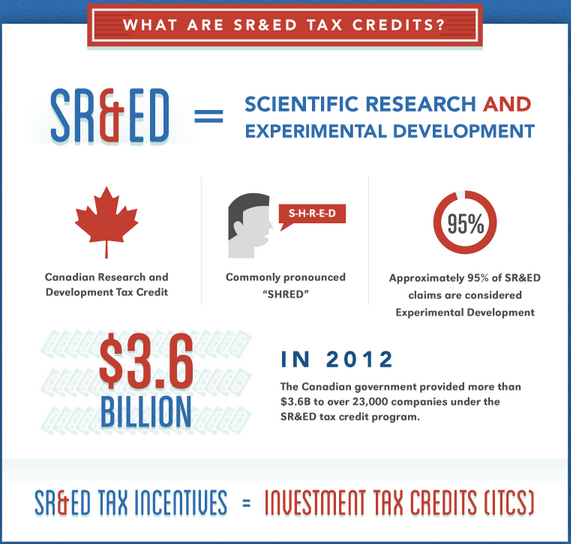 WHAT ARE SR&ED TAX CREDITS?
SR&ED = SCIENTIFIC RESEARCH AND
EXPERIMENTAL DEVELOPMENT
Canadian Research and
Development Tax Credit
S-H-R-E-D
Commonly pronounced
“SHRED”
95%
Approximately 95% of SR&ED
claims are considered
Experimental Development
$3.6
BILLION
IN 2012
The Canadian government provided more than
$3.6B to over 23,000 companies under the
SR&ED tax credit program.
SR&ED TAX INCENTIVES = INVESTMENT TAX CREDITS (ITCS)